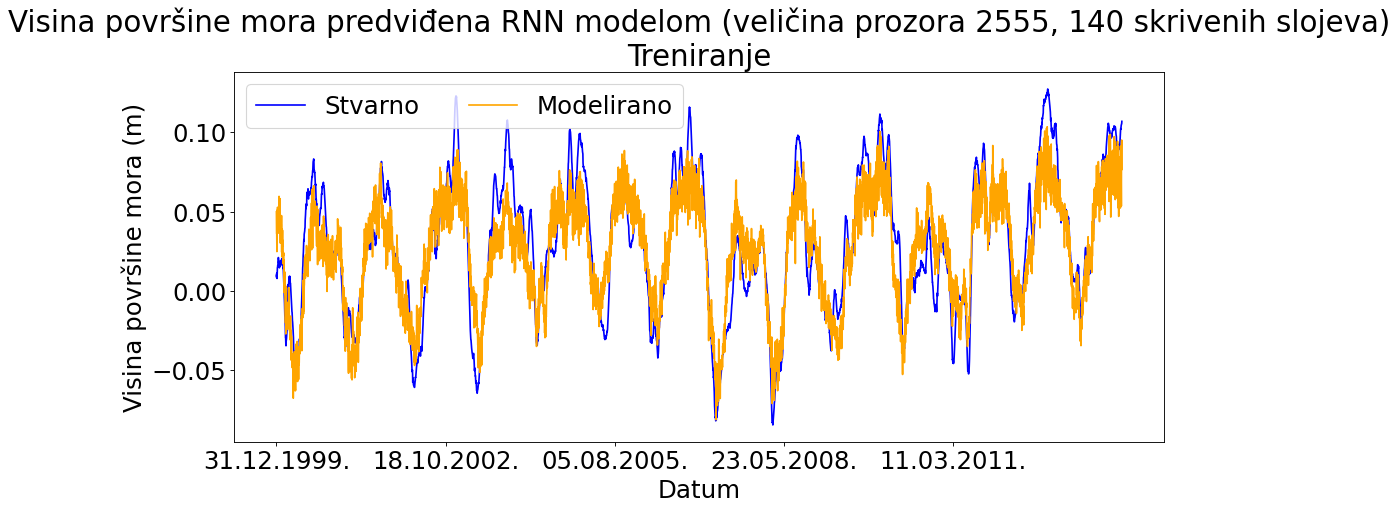 Visina površine mora predviđena RNN modelom (veličina prozora 2555, 140 skrivenih slojeva)
Treniranje
Stvarno Modelirano
Visina površine mora (m)
0.10
0.05
0.00
−0.05
31.12.1999. 18.10.2002. 05.08.2005. 23.05.2008. 11.03.2011.
Datum